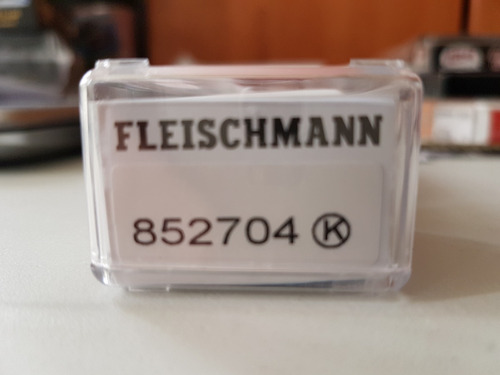 FLEISCHMANN
852704 Ⓚ